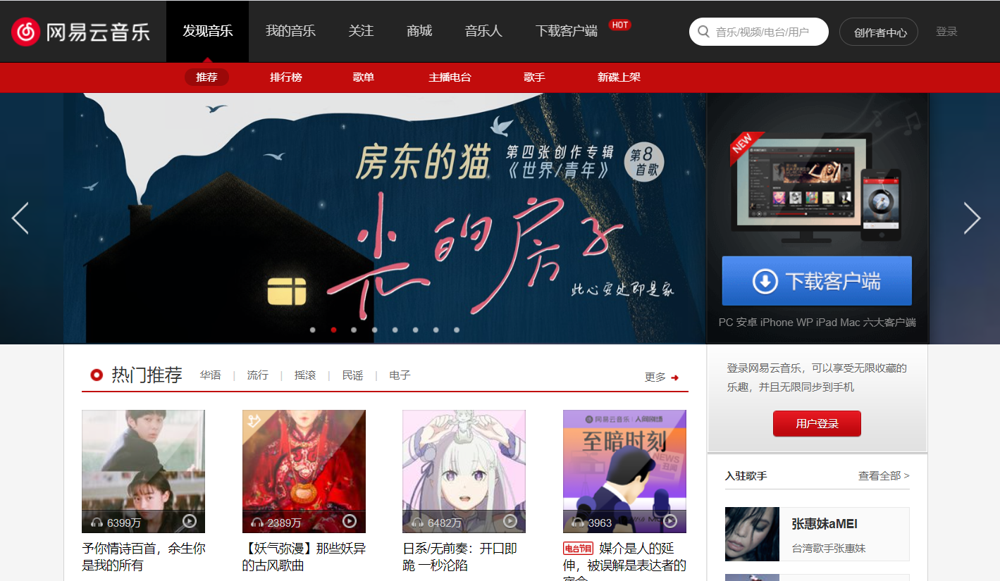 网易云音乐
发现音乐
我的音乐
关注
商城
音乐人
下载客户端
HOT
音乐/视频/电台/用户
创作者中心
登录
推荐
排行榜
歌单
主播电台
歌手
新碟上架
房东的猫
第四张创作专辑
《世界/青年》
第8
首歌
米的房子
此心安处即是家
NEW
下载客户端
PC 安卓 iPhone WP iPad Mac 六大客户端
热门推荐
华语 | 流行 | 摇滚 | 民谣 | 电子
更多
登录网易云音乐，可以享受无限收藏的
乐趣，并且无限同步到手机
用户登录
网易云音乐 人间剧场
至暗时刻
NEWS
丑闻
6399万
2389万
6482万
3963
予你情诗百首，余生你
是我的所有
【妖气弥漫】那些妖异
的古风歌曲
日系/无前奏：开口即
跪 一秒沦陷
电台节目 媒介是人的延
伸，被误解是表达者的
宿命
入驻歌手
查看全部 >
张惠妹aMEI
台湾歌手张惠妹